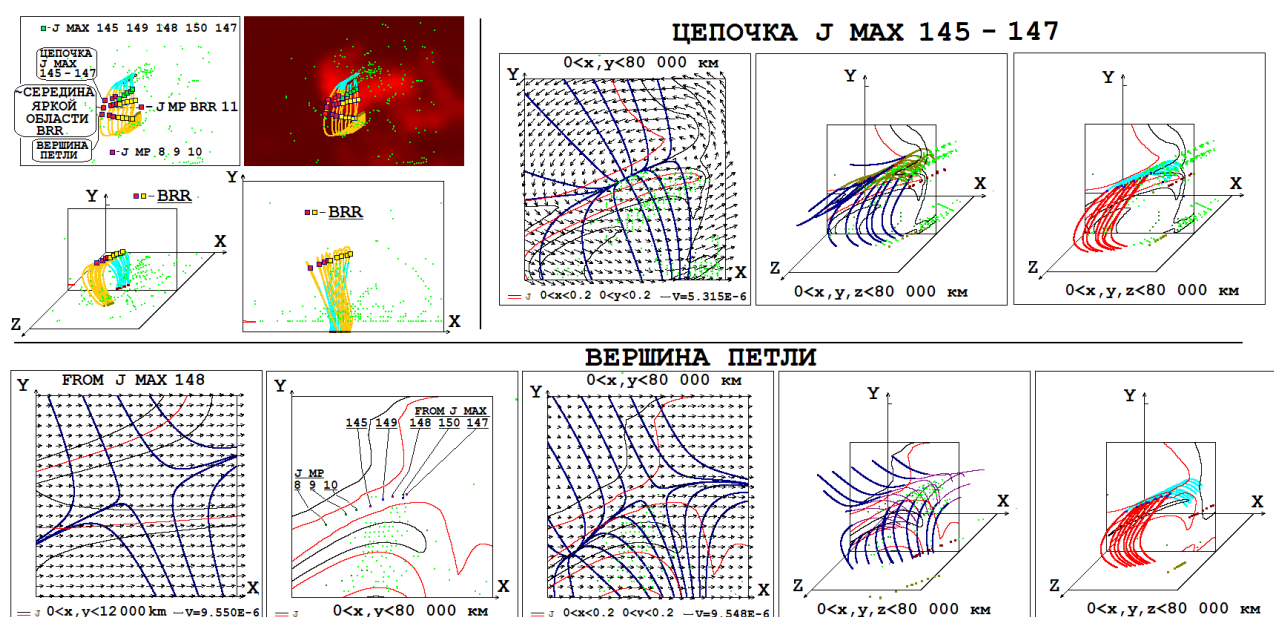 J MAX 145 149 148 150 147
ЦЕПОЧКА
J MAX
145-147
~СЕРЕДИНА
ЯРКОЙ
ОБЛАСТИ
BRR
ВЕРШИНА
ПЕТЛИ
J MP BRR 11
J MP 8, 9 10
Y
X
Z
BRR
Y
X
BRR
ЦЕПОЧКА J MAX 145 - 147
0<x,y<80 000 км
Y
X
J 0<x<0.2 0<y<0.2 V=5.315E-6
Y
X
Z
0<x,y,z<80 000 км
Y
X
Z
0<x,y,z<80 000 км
ВЕРШИНА ПЕТЛИ
FROM J MAX 148
Y
X
J 0<x,y<12 000 km V=9.550E-6
Y
FROM J MAX
145 149 148 150 147
J MP
8 9 10
X
J 0<x,y<80 000 км
0<x,y<80 000 км
Y
X
J 0<x<0.2 0<y<0.2 V=9.548E-6
Y
X
Z
0<x,y,z<80 000 км
Y
X
Z
0<x,y,z<80 000 км